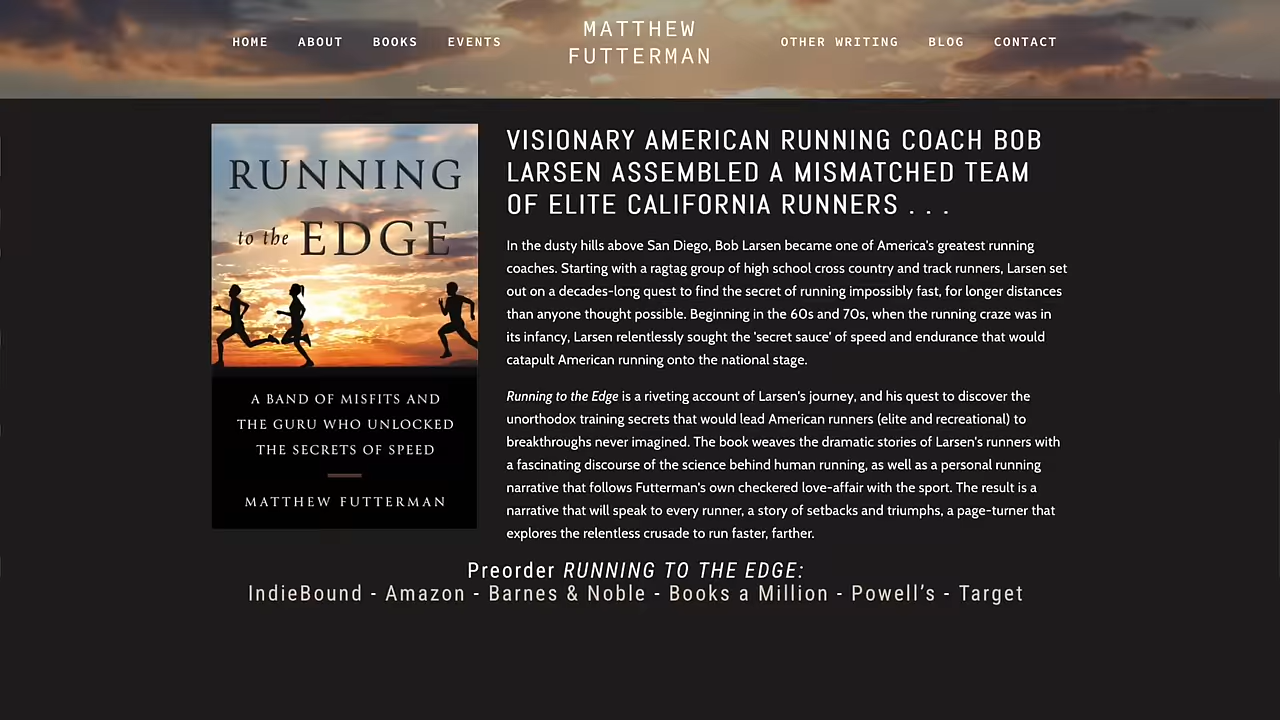 HOME ABOUT BOOKS EVENTS
MATTHEW
FUTTERMAN
OTHER WRITING BLOG CONTACT
RUNNING
to the EDGE
A BAND OF MISFITS AND
THE GURU WHO UNLOCKED
THE SECRETS OF SPEED
MATTHEW FUTTERMAN
VISIONARY AMERICAN RUNNING COACH BOB
LARSEN ASSEMBLED A MISMATCHED TEAM
OF ELITE CALIFORNIA RUNNERS . . .
In the dusty hills above San Diego, Bob Larsen became one of America's greatest running
coaches. Starting with a ragtag group of high school cross country and track runners, Larsen set
out on a decades-long quest to find the secret of running impossibly fast, for longer distances
than anyone thought possible. Beginning in the 60s and 70s, when the running craze was in
its infancy, Larsen relentlessly sought the 'secret sauce' of speed and endurance that would
catapult American running onto the national stage.
Running to the Edge is a riveting account of Larsen's journey, and his quest to discover the
unorthodox training secrets that would lead American runners (elite and recreational) to
breakthroughs never imagined. The book weaves the dramatic stories of Larsen's runners with
a fascinating discourse of the science behind human running, as well as a personal running
narrative that follows Futterman's own checkered love-affair with the sport. The result is a
narrative that will speak to every runner, a story of setbacks and triumphs, a page-turner that
explores the relentless crusade to run faster, farther.
Preorder RUNNING TO THE EDGE:
IndieBound - Amazon - Barnes & Noble - Books a Million - Powell’s - Target